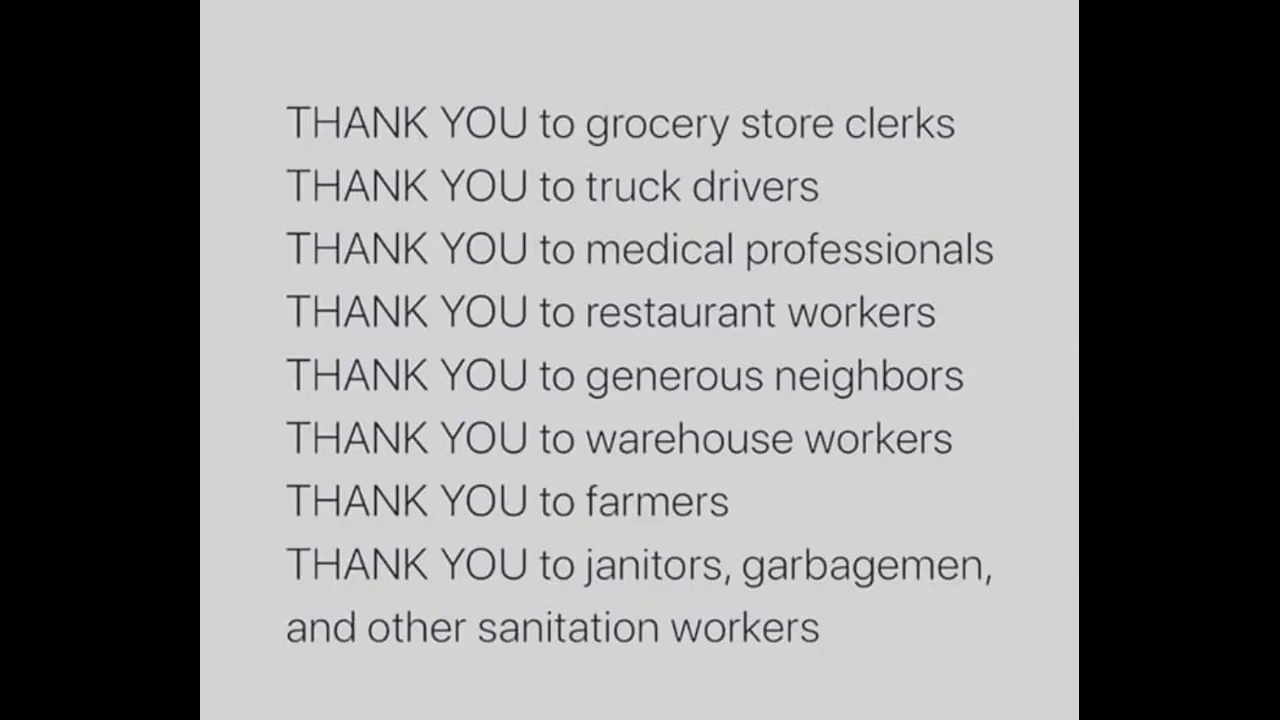 THANK YOU to grocery store clerks
THANK YOU to truck drivers
THANK YOU to medical professionals
THANK YOU to restaurant workers
THANK YOU to generous neighbors
THANK YOU to warehouse workers
THANK YOU to farmers
THANK YOU to janitors, garbagemen,
and other sanitation workers